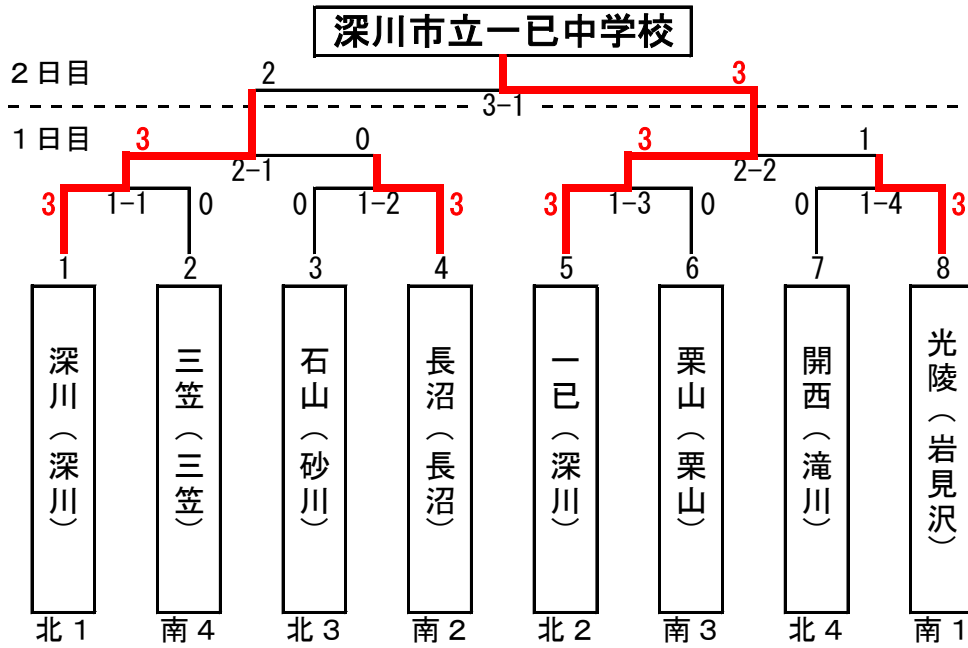 深川市立一已中学校
2日目
2
3
3-1
1日目
3
0
3
1
2-1
2-2
3
1-1
0
0
1-2
3
3
1-3
0
0
1-4
3
1
2
3
4
5
6
7
8
深川(深川)
三笠(三笠)
石山(砂川)
長沼(長沼)
一已(深川)
栗山(栗山)
開西(滝川)
光陵(岩見沢)
北1
南4
北3
南2
北2
南3
北4
南1